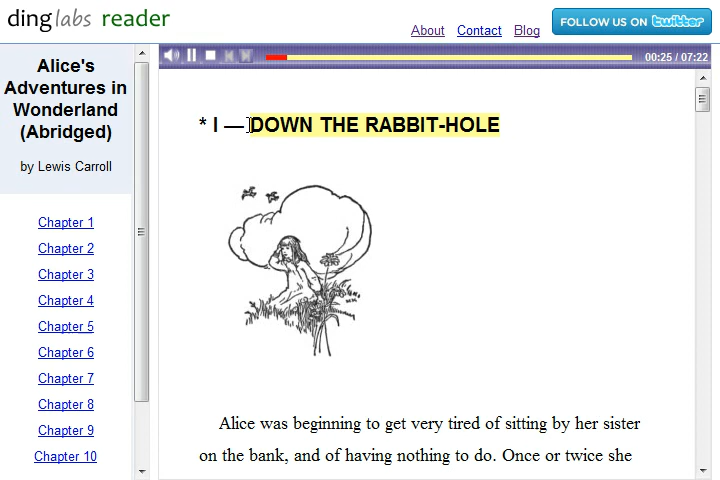 dinglabs reader
About Contact Blog
FOLLOW US ON twitter
Alice's
Adventures in
Wonderland
(Abridged)
by Lewis Carroll
Chapter 1
Chapter 2
Chapter 3
Chapter 4
Chapter 5
Chapter 6
Chapter 7
Chapter 8
Chapter 9
Chapter 10
00:25 / 07:22
* I — DOWN THE RABBIT-HOLE
Alice was beginning to get very tired of sitting by her sister
on the bank, and of having nothing to do. Once or twice she